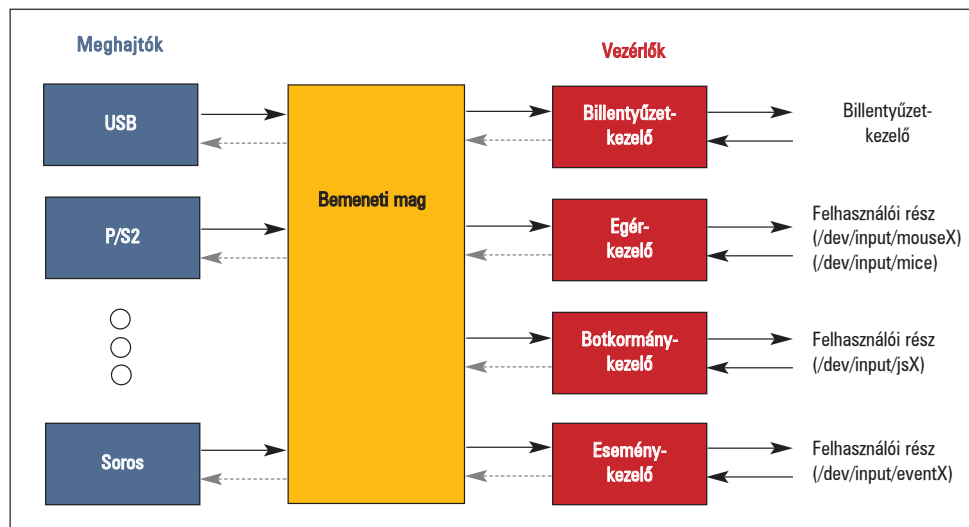 Meghajtók
Vezérlők
USB
Billentyűzet-
kezelő
Billentyűzet-
kezelő
Bemeneti mag
P/S2
Egér-
kezelő
Felhasználói rész
(/dev/input/mouseX)
(/dev/input/mice)
Botkormány-
kezelő
Felhasználói rész
(/dev/input/jsX)
Soros
Esemény-
kezelő
Felhasználói rész
(/dev/input/eventX)